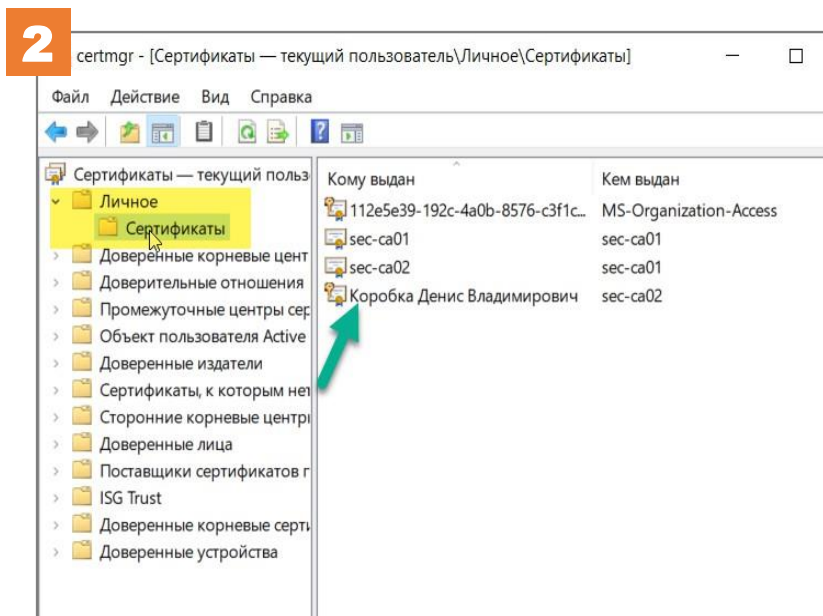 2
certmgr - [Сертификаты — текущий пользователь\Личное\Сертификаты]
Файл Действие Вид Справка
Сертификаты — текущий польз
Личное
Сертификаты
Доверенные корневые цент
Доверительные отношения
Промежуточные центры сер
Объект пользователя Active
Доверенные издатели
Сертификаты, к которым нет
Сторонние корневые центры
Доверенные лица
Поставщики сертификатов п
ISG Trust
Доверенные корневые серти
Доверенные устройства
Кому выдан Кем выдан
112e5e39-192c-4a0b-8576-c3f1c... MS-Organization-Access
sec-ca01 sec-ca01
sec-ca02 sec-ca01
Коробка Денис Владимирович sec-ca02